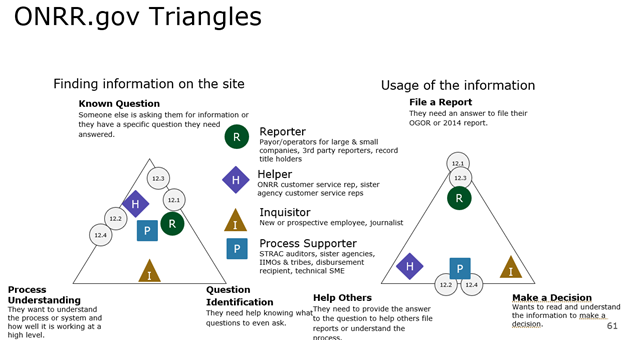 ONRR.gov Triangles
Finding information on the site
Known Question
Someone else is asking them for information or
they have a specific question they need
answered.
12.3
12.1
H
12.2
R
P
12.4
I
Process
Understanding
They want to understand
the process or system and
how well it is working at a
high level.
Question
Identification
They need help knowing what
questions to even ask.
R
Reporter
Payor/operators for large & small
companies, 3rd party reporters, record
title holders
H
Helper
ONRR customer service rep, sister
agency customer service reps
I
Inquisitor
New or prospective employee, journalist
P
Process Supporter
STRAC auditors, sister agencies,
IIMOs & tribes, disbursement
recipient, technical SME
Usage of the information
File a Report
They need an answer to file their
OGOR or 2014 report.
12.1
12.3
R
H
P
I
12.2
12.4
Help Others
They need to provide the answer
to the question to help others file
reports or understand the
process.
Make a Decision
Wants to read and understand
the information to make a
decision.
61